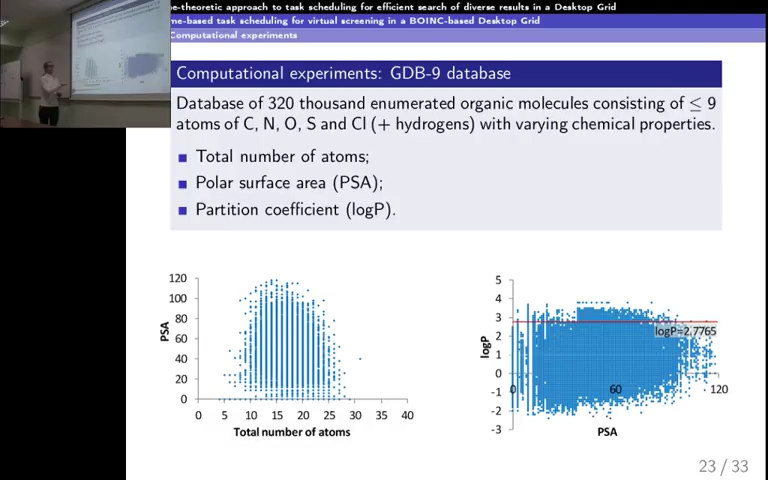 e-theoretic approach to task scheduling for efficient search of diverse results in a Desktop Grid
me-based task scheduling for virtual screening in a BOINC-based Desktop Grid
Computational experiments
Computational experiments: GDB-9 database
Database of 320 thousand enumerated organic molecules consisting of ≤ 9
atoms of C, N, O, S and Cl (+ hydrogens) with varying chemical properties.
Total number of atoms;
Polar surface area (PSA);
Partition coefficient (logP).
120
100
80
60
40
20
0
PSA
0 5 10 15 20 25 30 35 40
Total number of atoms
5
4
3
2
1
0
-1
-2
-3
logP
logP=2.7765
0 60 120
PSA
23 / 33